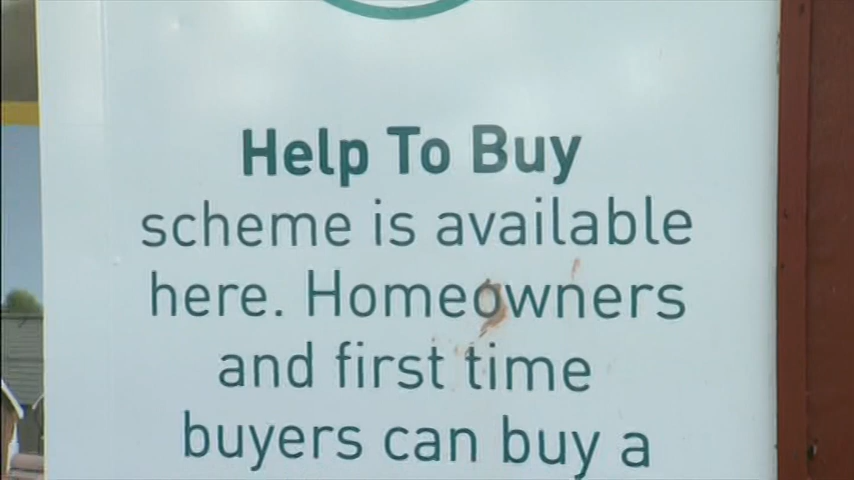 Help To Buy
scheme is available
here. Homeowners
and first time
buyers can buy a